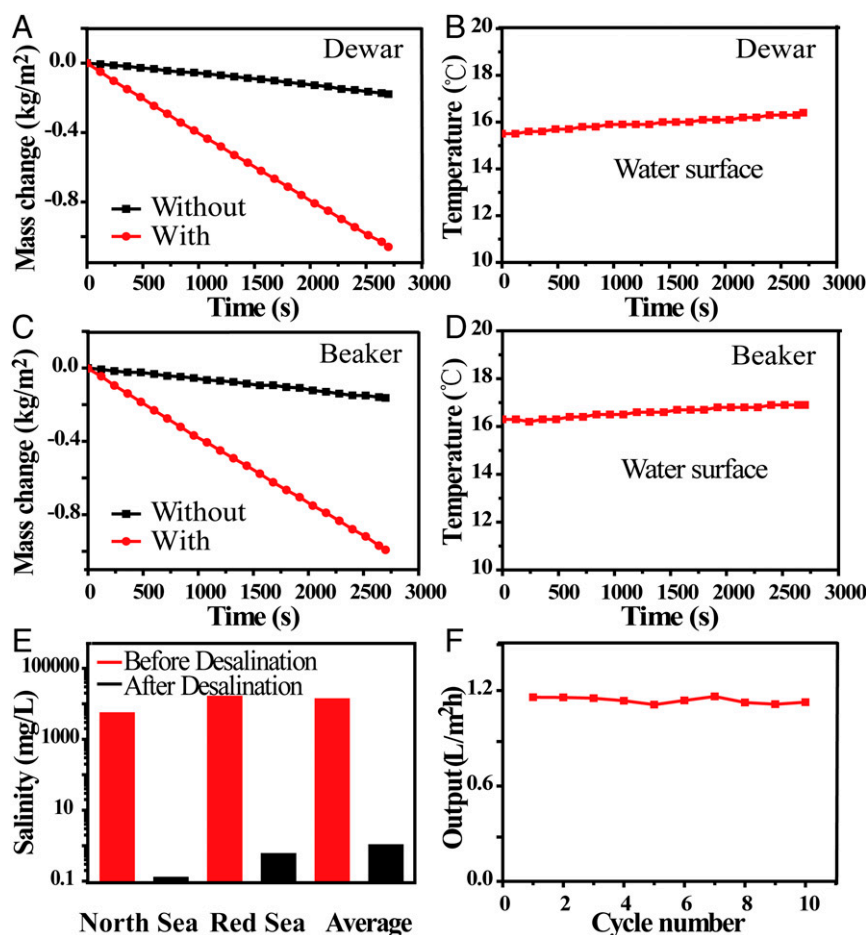 A
Mass change (kg/m²)
0.0
-0.4
-0.8
Dewar
Without
With
0 500 1000 1500 2000 2500 3000
Time (s)
B
Temperature (℃)
20
18
16
14
12
10
Dewar
Water surface
0 500 1000 1500 2000 2500 3000
Time (s)
C
Mass change (kg/m²)
0.0
-0.4
-0.8
Beaker
Without
With
0 500 1000 1500 2000 2500 3000
Time (s)
D
Temperature (℃)
20
18
16
14
12
10
Beaker
Water surface
0 500 1000 1500 2000 2500 3000
Time (s)
E
Salinity (mg/L)
100000
1000
10
0.1
Before Desalination
After Desalination
North Sea Red Sea Average
F
Output(L/m²h)
1.2
0.6
0.0
0 2 4 6 8 10
Cycle number